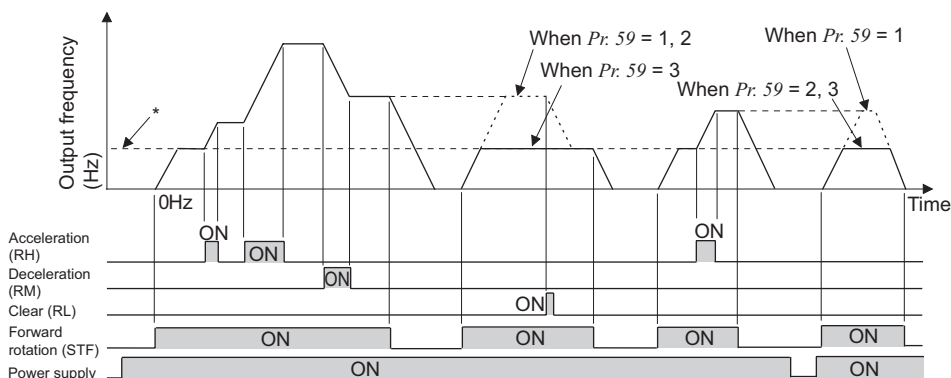 Output frequency
(Hz)
*
When Pr. 59 = 1, 2
When Pr. 59 = 3
When Pr. 59 = 1
When Pr. 59 = 2, 3
0Hz
Time
Acceleration
(RH)
ON
ON
ON
Deceleration
(RM)
ON
Clear (RL)
ON
Forward
rotation (STF)
ON
ON
ON
ON
Power supply
ON
ON